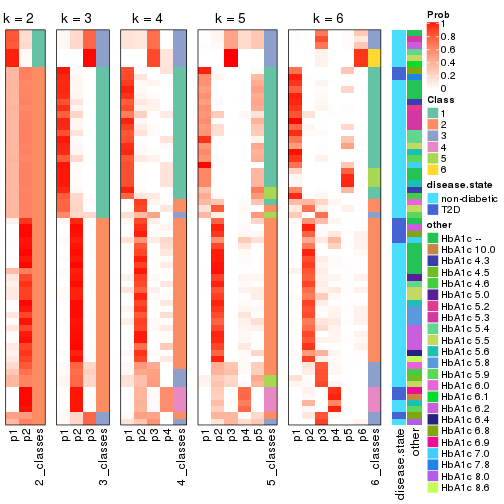 k = 2
k = 3
k = 4
k = 5
k = 6
p1
p2
2_classes
p1
p2
p3
3_classes
p1
p2
p3
p4
4_classes
p1
p2
p3
p4
p5
5_classes
p1
p2
p3
p4
p5
p6
6_classes
disease.state
other
Prob
1
0.8
0.6
0.4
0.2
0
Class
1
2
3
4
5
6
disease.state
non-diabetic
T2D
other
HbA1c --
HbA1c 10.0
HbA1c 4.3
HbA1c 4.5
HbA1c 4.6
HbA1c 5.0
HbA1c 5.2
HbA1c 5.3
HbA1c 5.4
HbA1c 5.5
HbA1c 5.6
HbA1c 5.8
HbA1c 5.9
HbA1c 6.0
HbA1c 6.1
HbA1c 6.2
HbA1c 6.4
HbA1c 6.8
HbA1c 6.9
HbA1c 7.0
HbA1c 7.8
HbA1c 8.0
HbA1c 8.6